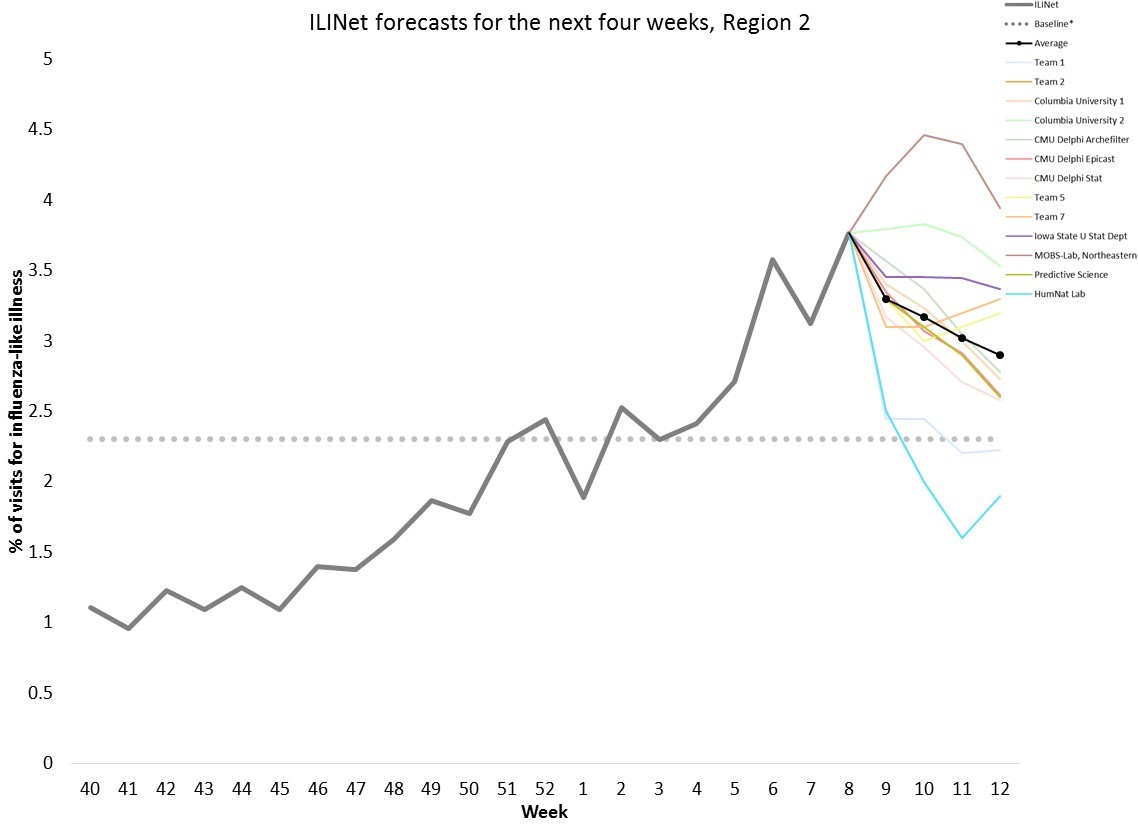 ILINet forecasts for the next four weeks, Region 2
ILINet
Baseline*
Average
Team 1
Team 2
Columbia University 1
Columbia University 2
CMU Delphi Archefilter
CMU Delphi Epicast
CMU Delphi Stat
Team 5
Team 7
Iowa State U Stat Dept
MOBS-Lab, Northeastern
Predictive Science
HumNat Lab
% of visits for influenza-like illness
5
4.5
4
3.5
3
2.5
2
1.5
1
0.5
0
40 41 42 43 44 45 46 47 48 49 50 51 52 1 2 3 4 5 6 7 8 9 10 11 12
Week